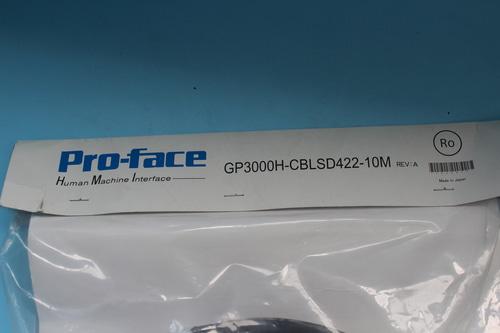 Pro-face
Human Machine Interface
GP3000H-CBLSD422-10M REV:A
Ro
Made in Japan